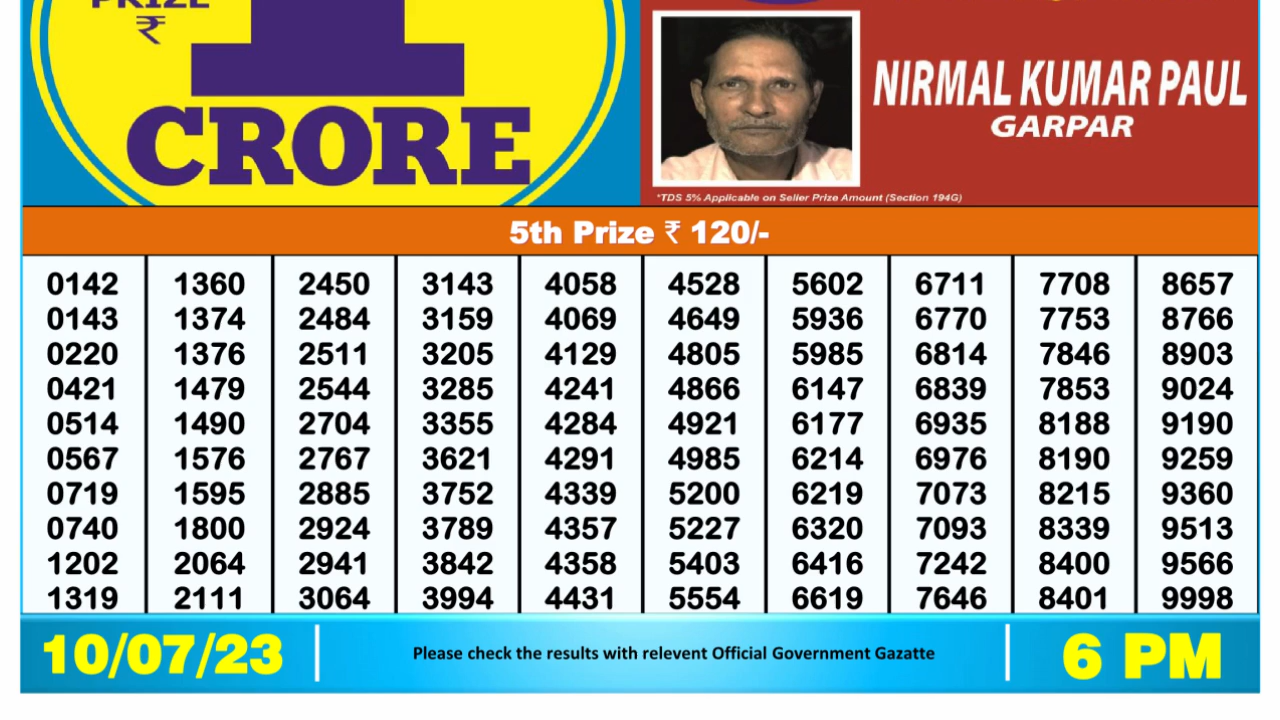 PRIZE
₹
1
CRORE
NIRMAL KUMAR PAUL
GARPAR
*TDS 5% Applicable on Seller Prize Amount (Section 194G)
5th Prize ₹ 120/-
0142 1360 2450 3143 4058 4528 5602 6711 7708 8657
0143 1374 2484 3159 4069 4649 5936 6770 7753 8766
0220 1376 2511 3205 4129 4805 5985 6814 7846 8903
0421 1479 2544 3285 4241 4866 6147 6839 7853 9024
0514 1490 2704 3355 4284 4921 6177 6935 8188 9190
0567 1576 2767 3621 4291 4985 6214 6976 8190 9259
0719 1595 2885 3752 4339 5200 6219 7073 8215 9360
0740 1800 2924 3789 4357 5227 6320 7093 8339 9513
1202 2064 2941 3842 4358 5403 6416 7242 8400 9566
1319 2111 3064 3994 4431 5554 6619 7646 8401 9998
10/07/23
Please check the results with relevent Official Government Gazatte
6 PM